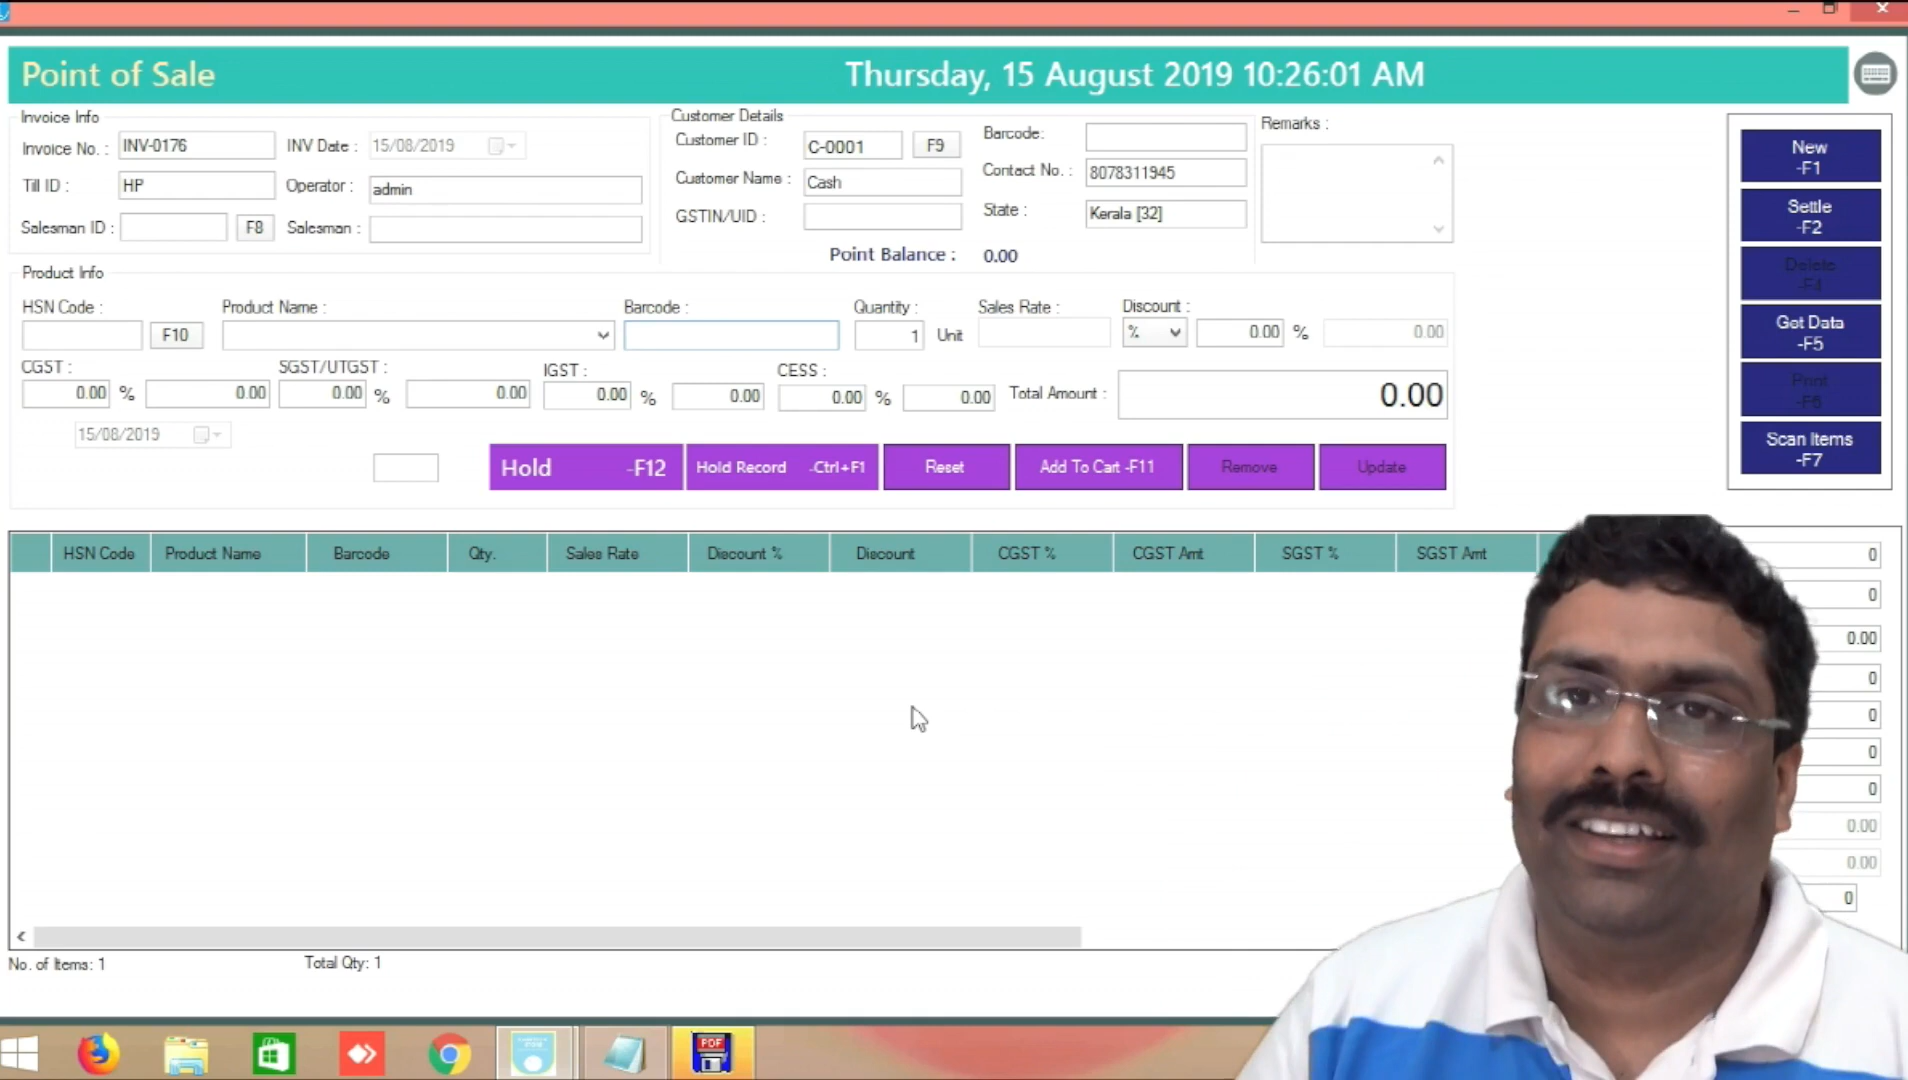 Point of Sale Thursday, 15 August 2019 10:26:01 AM
Invoice Info
Invoice No. : INV-0176 INV Date : 15/08/2019
Till ID : HP Operator : admin
Salesman ID : F8 Salesman :
Customer Details
Customer ID : C-0001 F9
Customer Name : Cash
GSTIN/UID :
Barcode:
Contact No. : 8078311945
State : Kerala [32]
Point Balance : 0.00
Remarks :
New
-F1
Settle
-F2
Delete
-F4
Get Data
-F5
Print
-F6
Scan Items
-F7
Product Info
HSN Code : Product Name : Barcode : Quantity : Sales Rate : Discount :
F10 1 Unit % 0.00 % 0.00
CGST : SGST/UTGST : IGST : CESS :
0.00 % 0.00 0.00 % 0.00 0.00 % 0.00 0.00 % 0.00 Total Amount : 0.00
15/08/2019
Hold -F12 Hold Record -Ctrl+F1 Reset Add To Cart -F11 Remove Update
HSN Code Product Name Barcode Qty. Sales Rate Discount % Discount CGST % CGST Amt SGST % SGST Amt
0
0
0.00
0
0
0
0
0.00
0.00
0
No. of Items: 1 Total Qty: 1
PDF